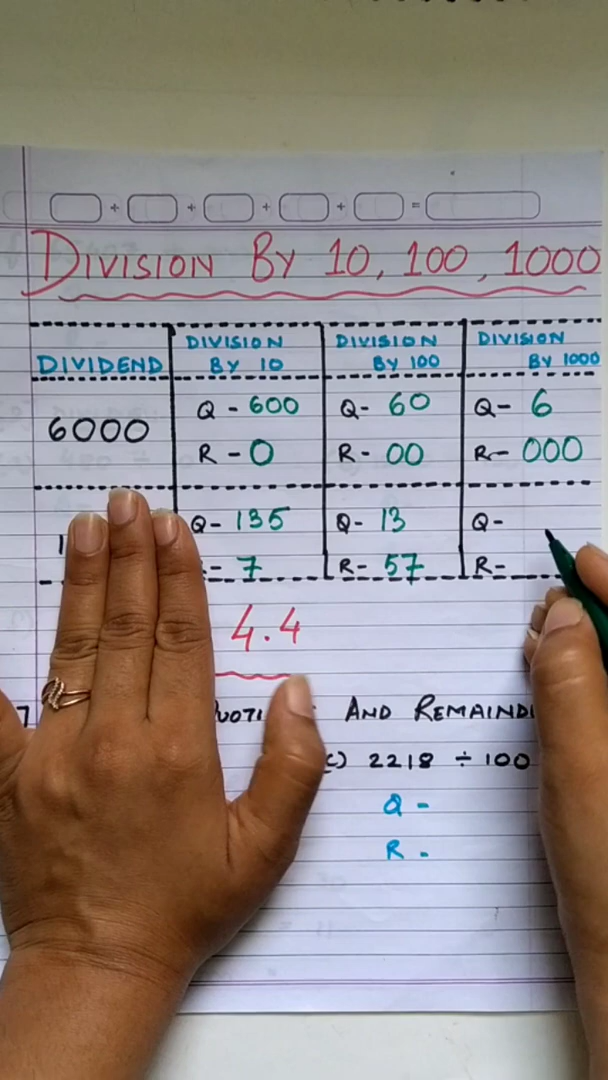 + + + + =
DIVISION BY 10, 100, 1000
DIVIDEND
DIVISION BY 10
DIVISION BY 100
DIVISION BY 1000
6000
Q - 600
Q - 60
Q - 6
R - 0
R - 00
R - 000
Q - 135
Q - 13
Q -
7
R - 57
R -
4.4
AND
C) 2218 ÷ 100
Q -
R -